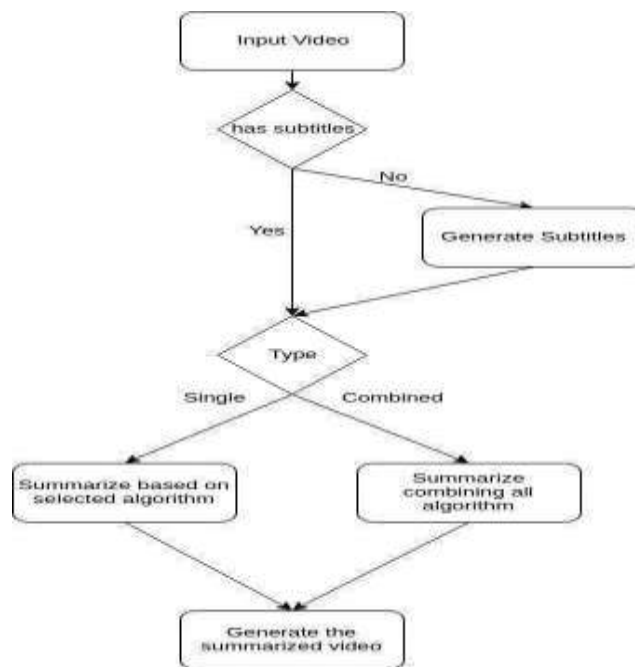 Input Video
has subtitles
No
Yes
Generate Subtitles
Type
Single
Combined
Summarize based on
selected algorithm
Summarize
combining all
algorithm
Generate the
summarized video